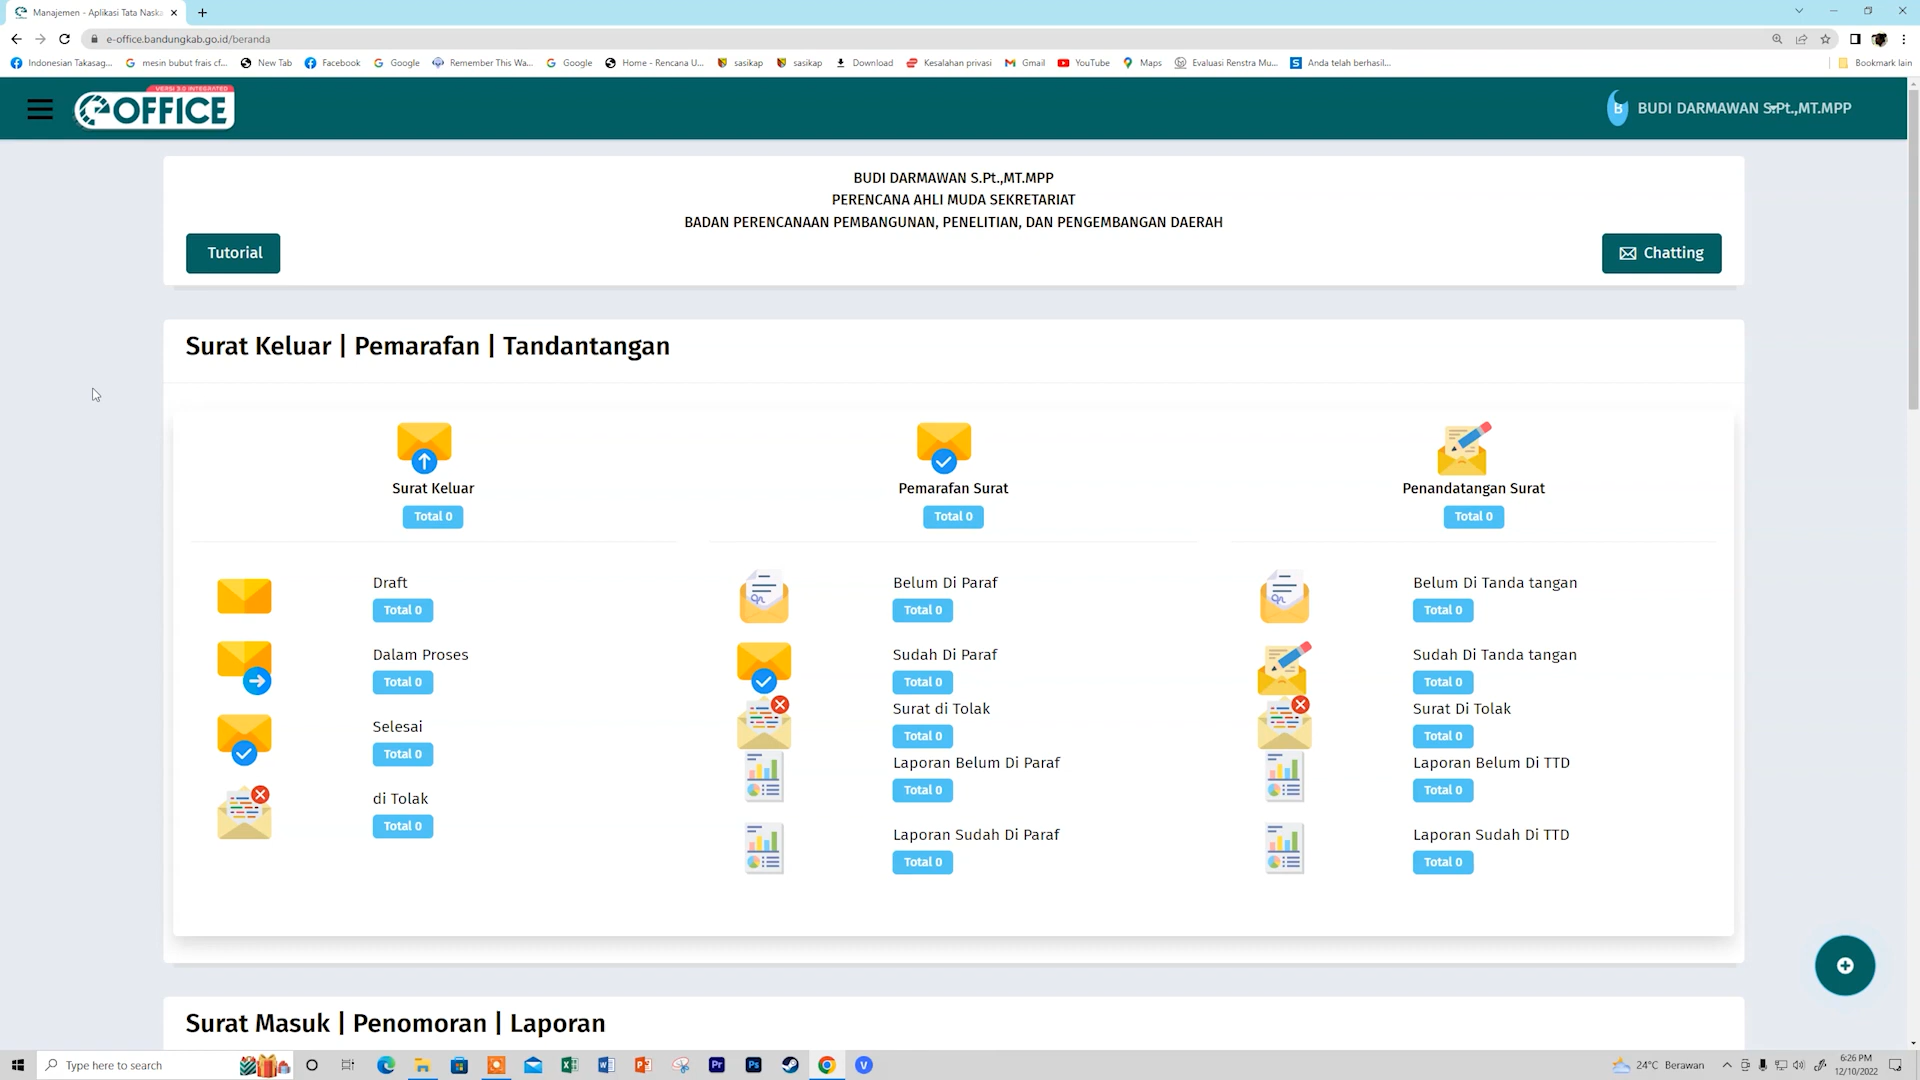 Manajemen - Aplikasi Tata Naska
e-office.bandungkab.go.id/beranda
Indonesian Takasag...
mesin bubut frais cf...
New Tab
Facebook
Google
Remember This Wa...
Google
Home - Rencana U...
sasikap
sasikap
Download
Kesalahan privasi
Gmail
YouTube
Maps
Evaluasi Renstra Mu...
Anda telah berhasil...
Bookmark lain
VERSI 3.0 INTEGRATED
eOFFICE
B
BUDI DARMAWAN S.Pt.,MT.MPP
BUDI DARMAWAN S.Pt.,MT.MPP
PERENCANA AHLI MUDA SEKRETARIAT
BADAN PERENCANAAN PEMBANGUNAN, PENELITIAN, DAN PENGEMBANGAN DAERAH
Tutorial
Chatting
Surat Keluar | Pemarafan | Tandantangan
Surat Keluar
Total 0
Draft
Total 0
Dalam Proses
Total 0
Selesai
Total 0
di Tolak
Total 0
Pemarafan Surat
Total 0
Belum Di Paraf
Total 0
Sudah Di Paraf
Total 0
Surat di Tolak
Total 0
Laporan Belum Di Paraf
Total 0
Laporan Sudah Di Paraf
Total 0
Penandatangan Surat
Total 0
Belum Di Tanda tangan
Total 0
Sudah Di Tanda tangan
Total 0
Surat Di Tolak
Total 0
Laporan Belum Di TTD
Total 0
Laporan Sudah Di TTD
Total 0
Surat Masuk | Penomoran | Laporan
Type here to search
24°C Berawan
6:26 PM
12/10/2022